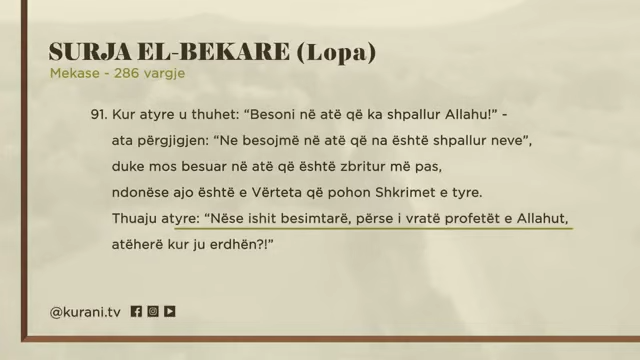 SURJA EL-BEKARE (Lopa)
Mekase - 286 vargje
91. Kur atyre u thuhet: “Besoni në atë që ka shpallur Allahu!” -
ata përgjigjen: “Ne besojmë në atë që na është shpallur neve”,
duke mos besuar në atë që është zbritur më pas,
ndonëse ajo është e Vërteta që pohon Shkrimet e tyre.
Thuaju atyre: “Nëse ishit besimtarë, përse i vratë profetët e Allahut,
atëherë kur ju erdhën?!”
@kurani.tv